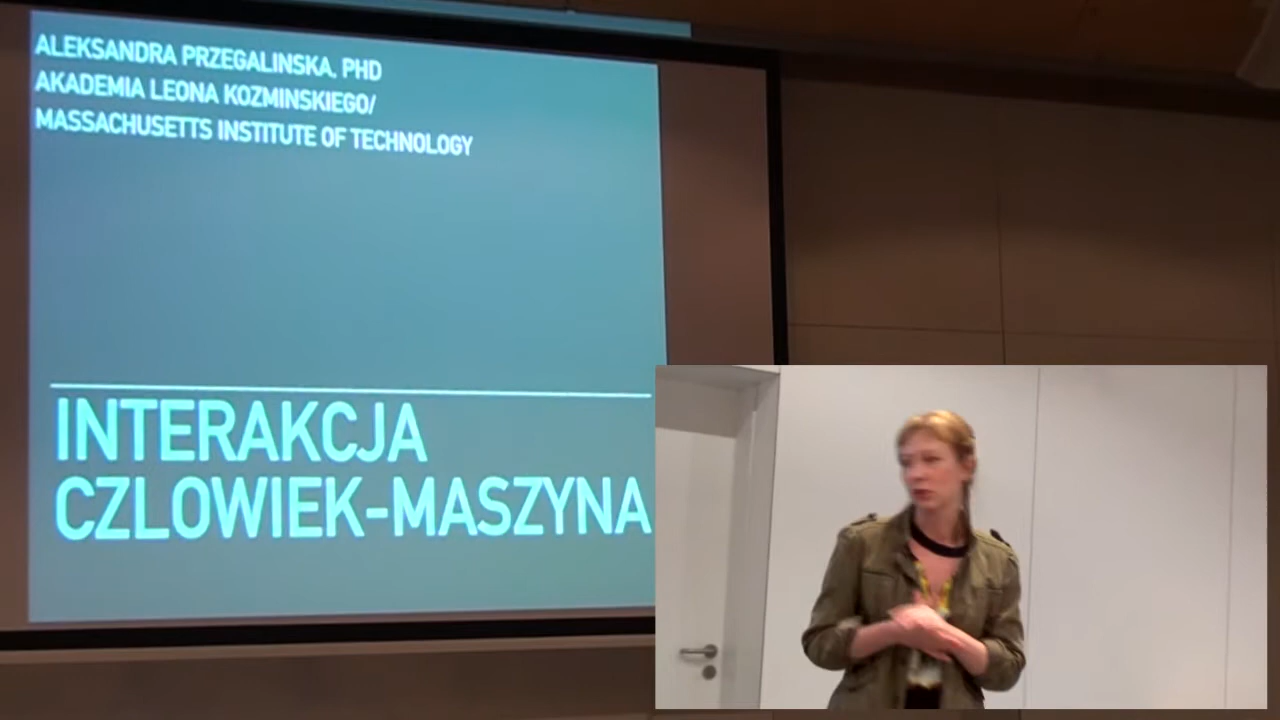 ALEKSANDRA PRZEGALINSKA, PHD
AKADEMIA LEONA KOZMINSKIEGO/
MASSACHUSETTS INSTITUTE OF TECHNOLOGY
INTERAKCJA
CZLOWIEK-MASZYNA